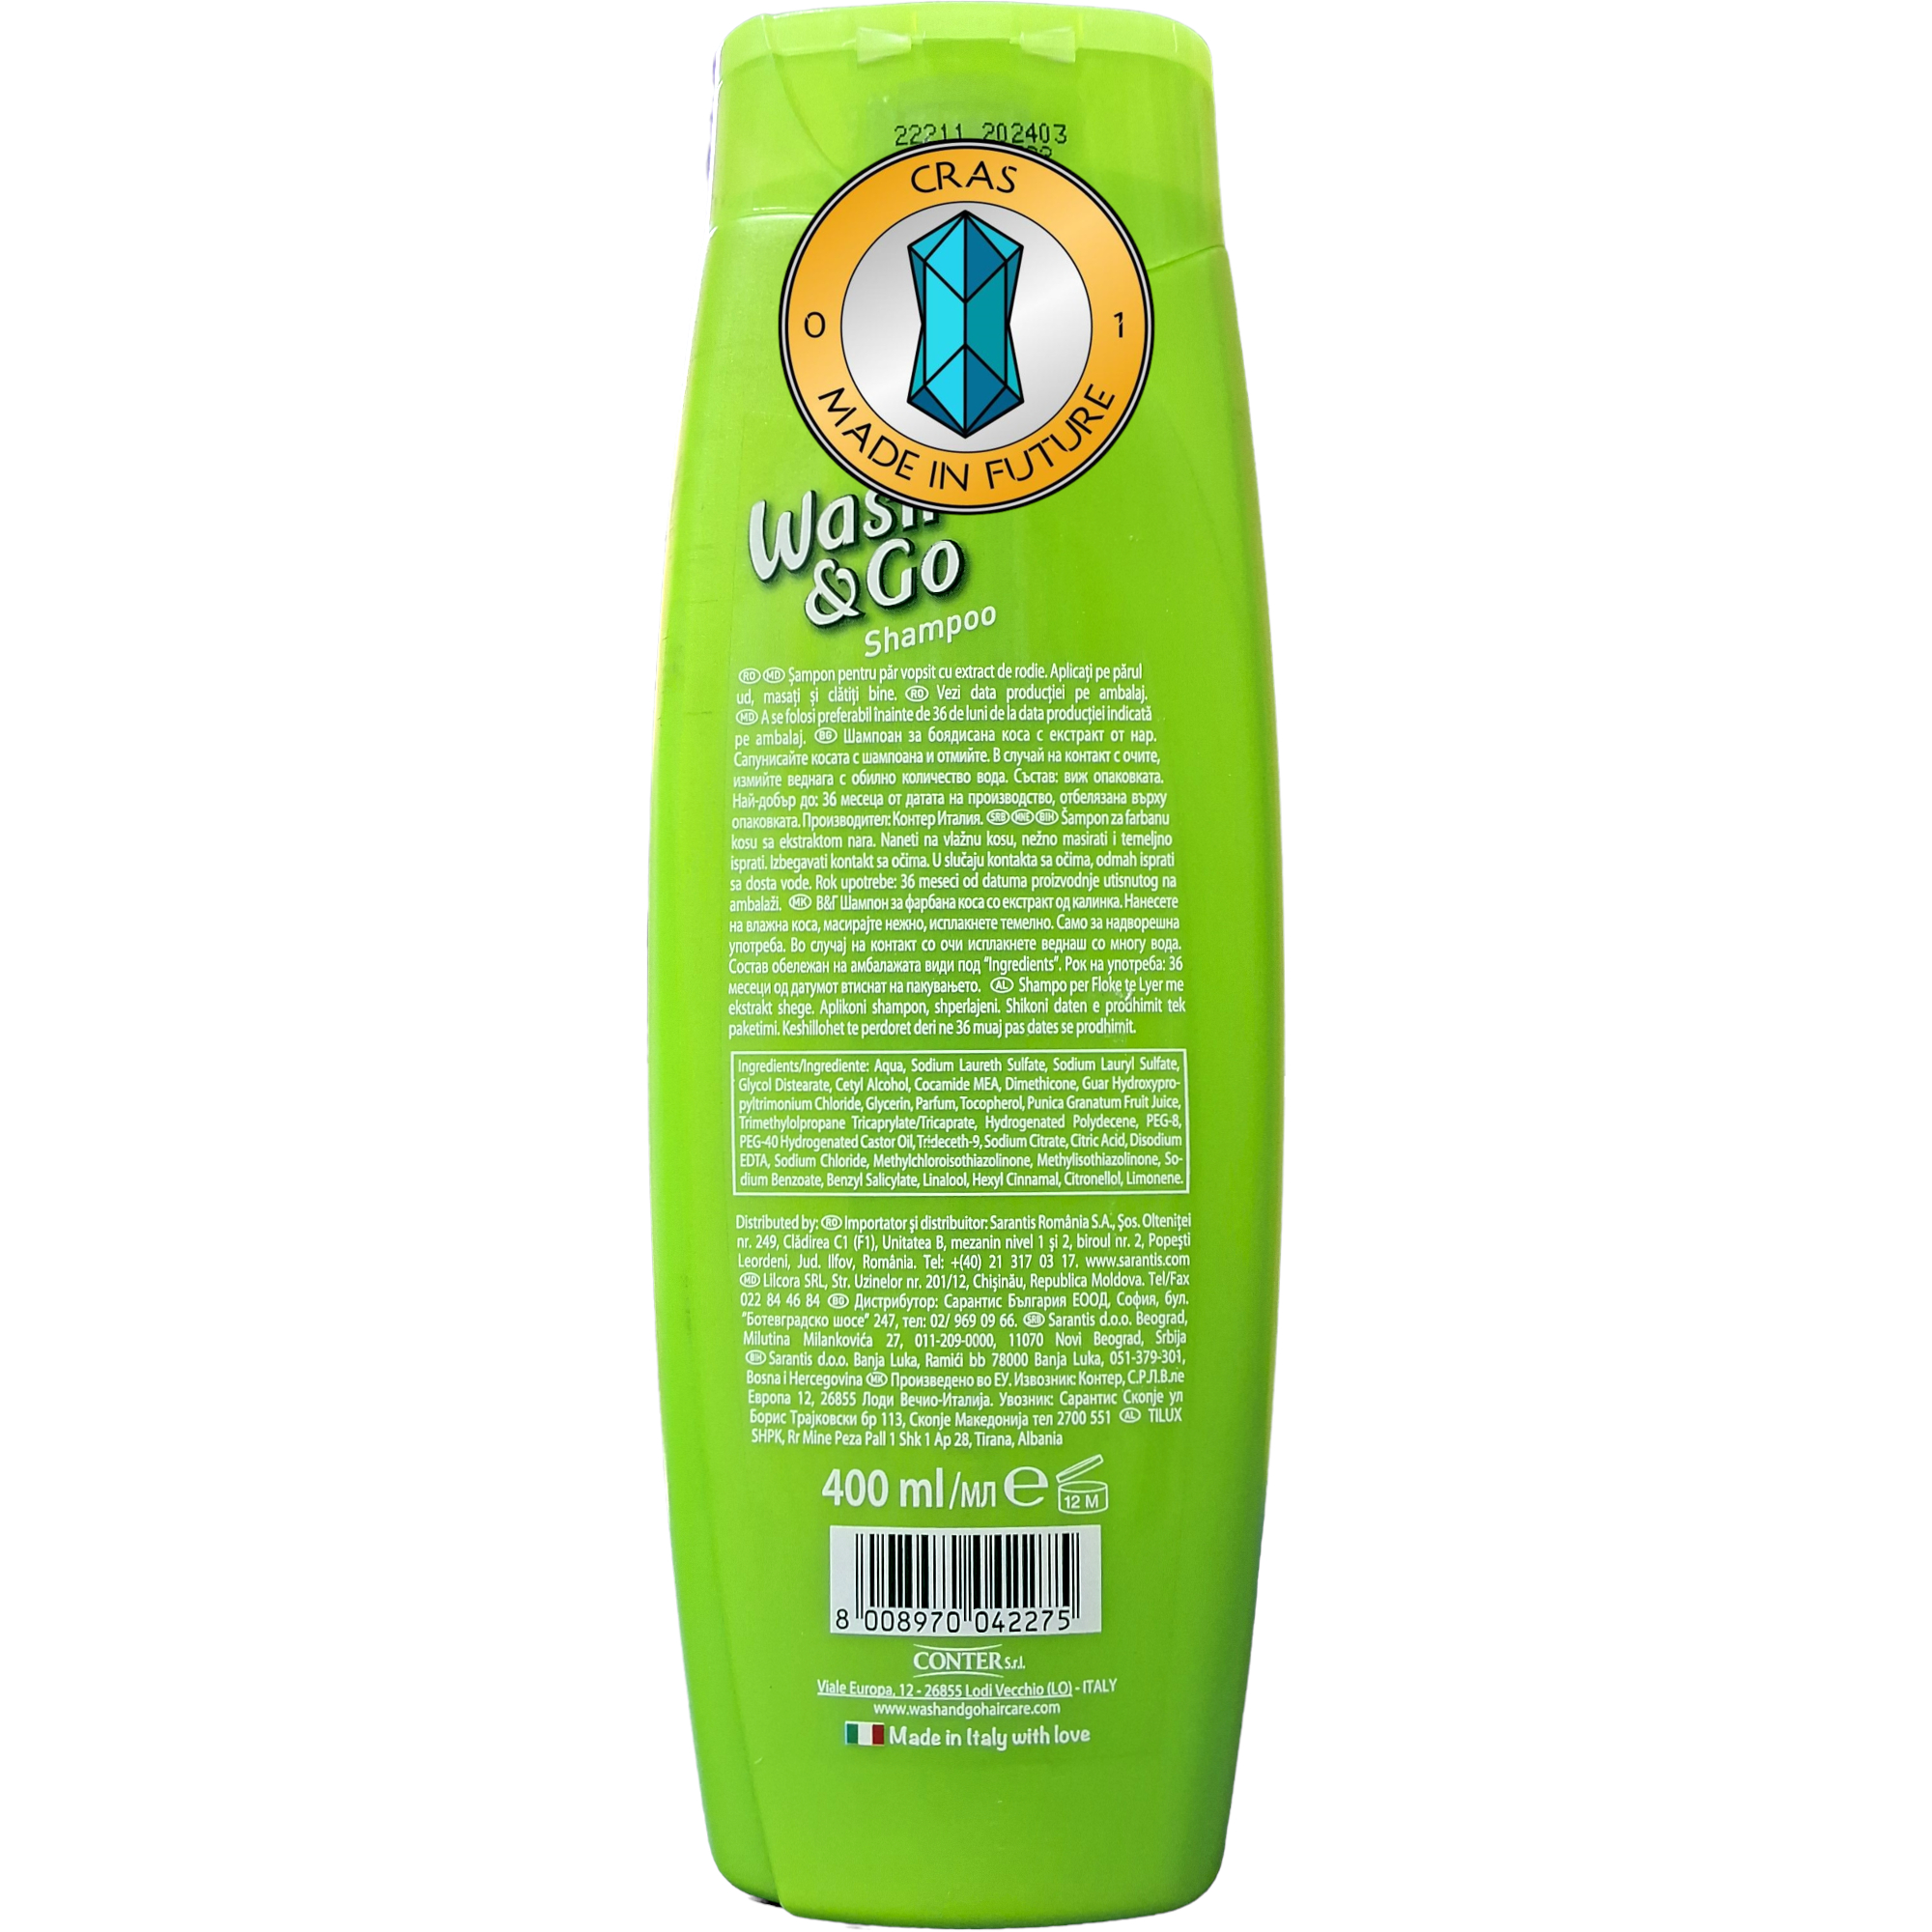 22211 202403
CRAS
0 1
MADE IN FUTURE
Wash
&Go
Shampoo
RO MD Șampon pentru păr vopsit cu extract de rodie. Aplicați pe părul
ud, masați și clătiți bine. RO Vezi data producției pe ambalaj.
MD A se folosi preferabil înainte de 36 de luni de la data producției indicată
pe ambalaj. BG Шампоан за боядисана коса с екстракт от нар.
Сапунисайте косата с шампоана и отмийте. В случай на контакт с очите,
измийте веднага с обилно количество вода. Състав: виж опаковката.
Най-добър до: 36 месеца от датата на производство, отбелязана върху
опаковката. Производител: Контер Италия. SRB MNE BIH Šampon za farbanu
kosu sa ekstraktom nara. Naneti na vlažnu kosu, nežno masirati i temeljno
isprati. Izbegavati kontakt sa očima. U slučaju kontakta sa očima, odmah isprati
sa dosta vode. Rok upotrebe: 36 meseci od datuma proizvodnje utisnutog na
ambalaži. MK В&Г Шампон за фарбана коса со екстракт од калинка. Нанесете
на влажна коса, масирајте нежно, исплакнете темелно. Само за надворешна
употреба. Во случај на контакт со очи исплакнете веднаш со многу вода.
Состав обележан на амбалажата види под "Ingredients". Рок на употреба: 36
месеци од датумот втиснат на пакувањето. AL Shampo per Floke te Lyer me
ekstrakt shege. Aplikoni shampon, shperlajeni. Shikoni daten e prodhimit tek
paketimi. Keshillohet te perdoret deri ne 36 muaj pas dates se prodhimit.
Ingredients/Ingrediente: Aqua, Sodium Laureth Sulfate, Sodium Lauryl Sulfate,
Glycol Distearate, Cetyl Alcohol, Cocamide MEA, Dimethicone, Guar Hydroxypro-
pyltrimonium Chloride, Glycerin, Parfum, Tocopherol, Punica Granatum Fruit Juice,
Trimethylolpropane Tricaprylate/Tricaprate, Hydrogenated Polydecene, PEG-8,
PEG-40 Hydrogenated Castor Oil, Trideceth-9, Sodium Citrate, Citric Acid, Disodium
EDTA, Sodium Chloride, Methylchloroisothiazolinone, Methylisothiazolinone, So-
dium Benzoate, Benzyl Salicylate, Linalool, Hexyl Cinnamal, Citronellol, Limonene.
Distributed by: RO Importator și distribuitor: Sarantis România S.A., Șos. Olteniței
nr. 249, Clădirea C1 (F1), Unitatea B, mezanin nivel 1 și 2, biroul nr. 2, Popești
Leordeni, Jud. Ilfov, România. Tel: +(40) 21 317 03 17. www.sarantis.com
MD Lilcora SRL, Str. Uzinelor nr. 201/12, Chișinău, Republica Moldova. Tel/Fax
022 84 46 84 BG Дистрибутор: Сарантис България ЕООД, София, бул.
"Ботевградско шосе" 247, тел: 02/ 969 09 66. SRB Sarantis d.o.o. Beograd,
Milutina Milankovića 27, 011-209-0000, 11070 Novi Beograd, Srbija
BIH Sarantis d.o.o. Banja Luka, Ramići bb 78000 Banja Luka, 051-379-301,
Bosna i Hercegovina MK Произведено во ЕУ. Извозник: Контер, С.Р.Л.В.ле
Европа 12, 26855 Лоди Вечио-Италија. Увозник: Сарантис Скопје ул
Борис Трајковски бр 113, Скопје Македонија тел 2700 551 AL TILUX
SHPK, Rr Mine Peza Pall 1 Shk 1 Ap 28, Tirana, Albania
400 ml/мл e 12 M
8 008970 042275
CONTER S.r.l.
Viale Europa, 12 - 26855 Lodi Vecchio (LO) - ITALY
www.washandgohaircare.com
Made in Italy with love